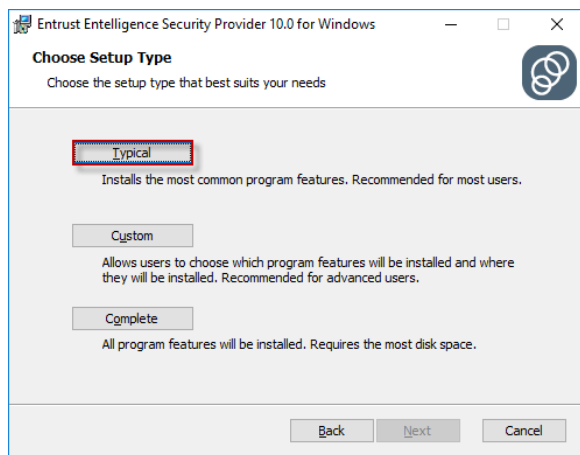 Entrust Entelligence Security Provider 10.0 for Windows
Choose Setup Type
Choose the setup type that best suits your needs
Typical
Installs the most common program features. Recommended for most users.
Custom
Allows users to choose which program features will be installed and where
they will be installed. Recommended for advanced users.
Complete
All program features will be installed. Requires the most disk space.
Back Next Cancel